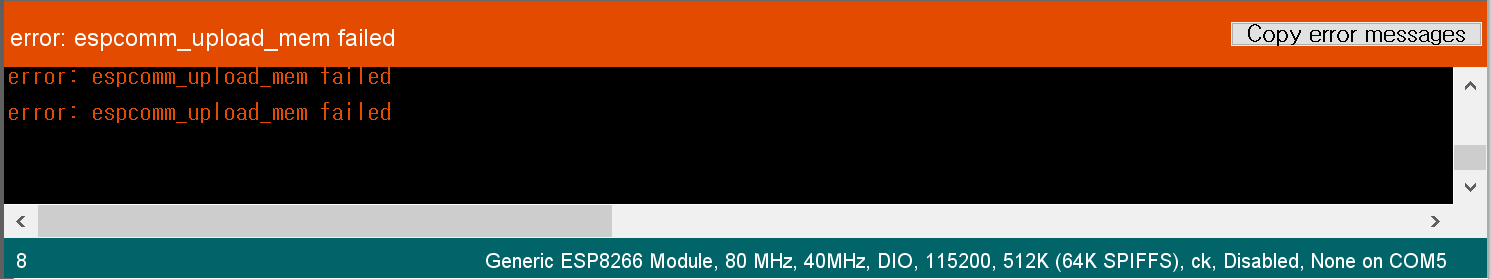 error: espcomm_upload_mem failed
Copy error messages
error: espcomm_upload_mem failed
error: espcomm_upload_mem failed
8
Generic ESP8266 Module, 80 MHz, 40MHz, DIO, 115200, 512K (64K SPIFFS), ck, Disabled, None on COM5